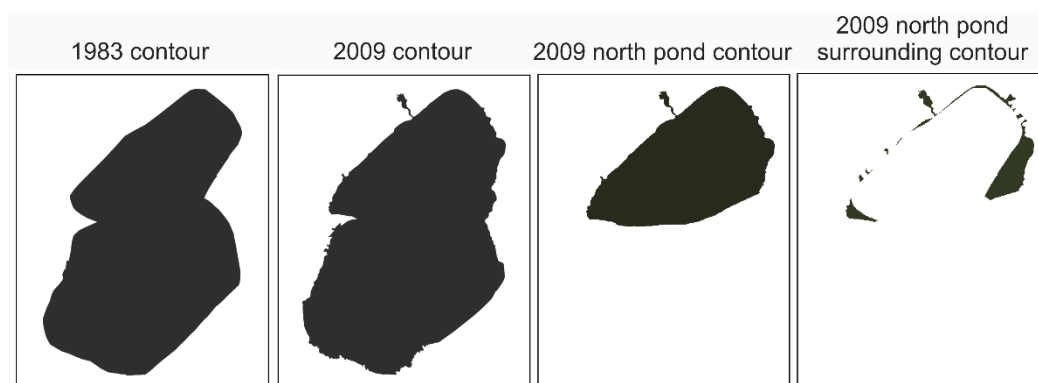 1983 contour
2009 contour
2009 north pond contour
2009 north pond
surrounding contour